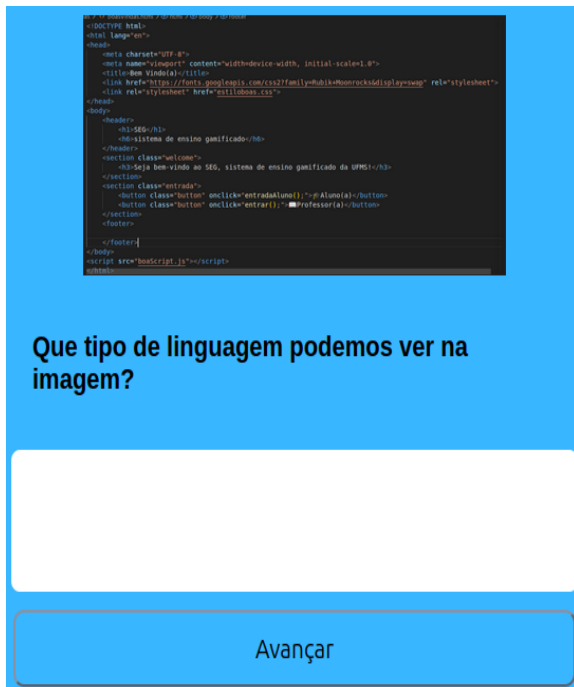 <!DOCTYPE html>
<html lang="en">
<head>
<meta charset="UTF-8">
<meta name="viewport" content="width=device-width, initial-scale=1.0">
<title>Bem Vindo(a)</title>
<link href="https://fonts.googleapis.com/css2?family=Rubik+Moonrocks&display=swap" rel="stylesheet">
<link rel="stylesheet" href="estiloboas.css">
</head>
<body>
<header>
<h1>SEG</h1>
<h6>sistema de ensino gamificado</h6>
</header>
<section class="welcome">
<h3>Seja bem-vindo ao SEG, sistema de ensino gamificado da UFMS!</h3>
</section>
<section class="entrada">
<button class="button" onclick="entradaAluno();">Aluno(a)</button>
<button class="button" onclick="entrar();">Professor(a)</button>
</section>
<footer>
</footer>
</body>
<script src="boaScript.js"></script>
</html>
Que tipo de linguagem podemos ver na
imagem?
Avançar